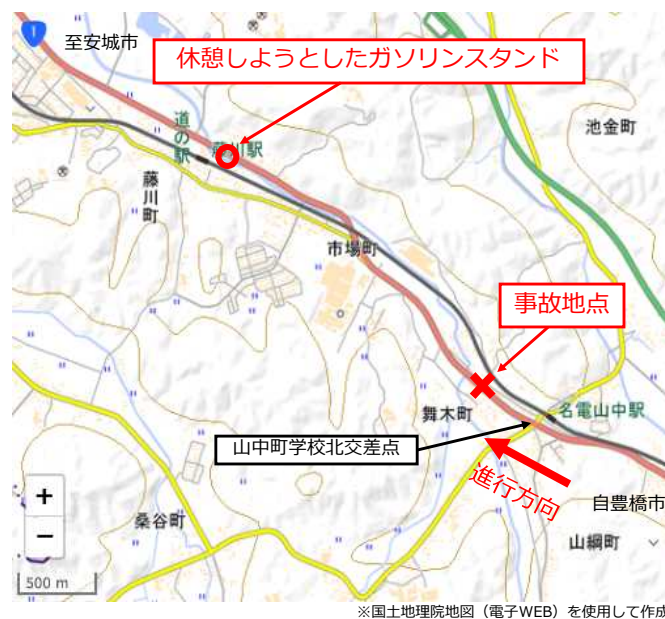 1
至安城市
休憩しようとしたガソリンスタンド
池金町
道の駅
藤川駅
藤川町
市場町
事故地点
舞木町
名電山中駅
山中町学校北交差点
進行方向
+
−
自豊橋市
桑谷町
山綱町
500 m
※国土地理院地図（電子WEB）を使用して作成